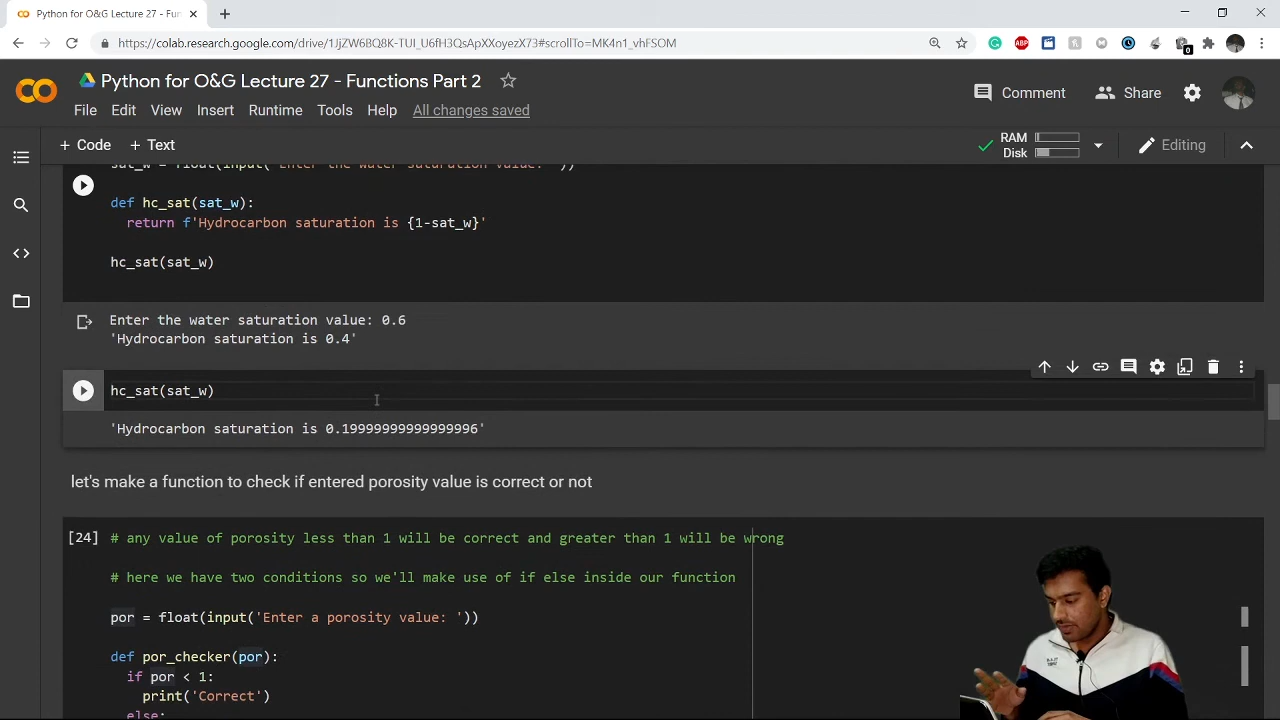 Python for O&G Lecture 27 - Fun
https://colab.research.google.com/drive/1JjZW6BQ8K-TUI_U6fH3QsApXXoyezX73#scrollTo=MK4n1_vhFSOM
Python for O&G Lecture 27 - Functions Part 2
Comment
Share
File Edit View Insert Runtime Tools Help All changes saved
+ Code + Text
RAM
Disk
Editing
sat_w = float(input('Enter the water saturation value: '))
def hc_sat(sat_w):
return f'Hydrocarbon saturation is {1-sat_w}'
hc_sat(sat_w)
Enter the water saturation value: 0.6
'Hydrocarbon saturation is 0.4'
hc_sat(sat_w)
'Hydrocarbon saturation is 0.19999999999999996'
let's make a function to check if entered porosity value is correct or not
[24] # any value of porosity less than 1 will be correct and greater than 1 will be wrong
# here we have two conditions so we'll make use of if else inside our function
por = float(input('Enter a porosity value: '))
def por_checker(por):
if por < 1:
print('Correct')
else: